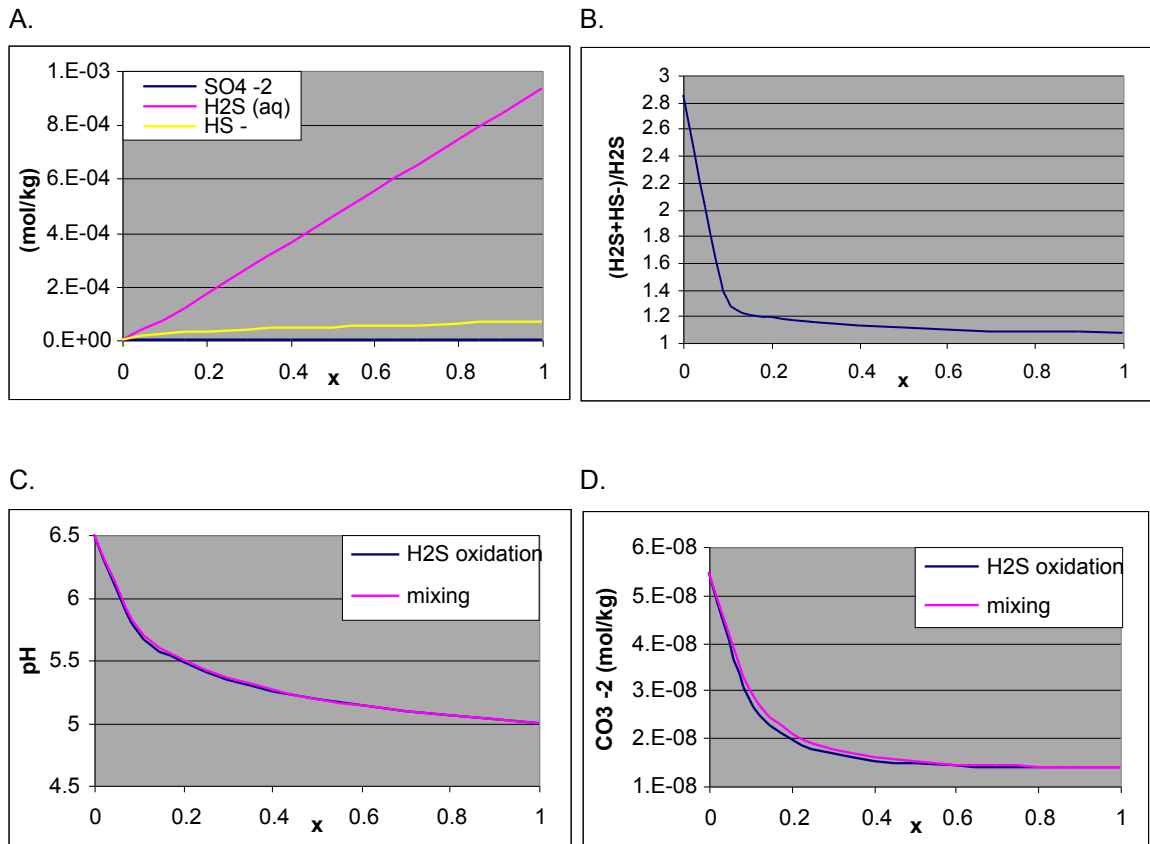 A.
B.
1.E-03
8.E-04
6.E-04
4.E-04
2.E-04
0.E+00
(mol/kg)
SO4 -2
H2S (aq)
HS -
0 0.2 0.4 0.6 0.8 1
x
3
2.8
2.6
2.4
2.2
2
1.8
1.6
1.4
1.2
1
(H2S+HS-)/H2S
0 0.2 0.4 0.6 0.8 1
x
C.
D.
6.5
6
5.5
5
4.5
pH
H2S oxidation
mixing
0 0.2 0.4 0.6 0.8 1
x
6.E-08
5.E-08
4.E-08
3.E-08
2.E-08
1.E-08
CO3 -2 (mol/kg)
H2S oxidation
mixing
0 0.2 0.4 0.6 0.8 1
x